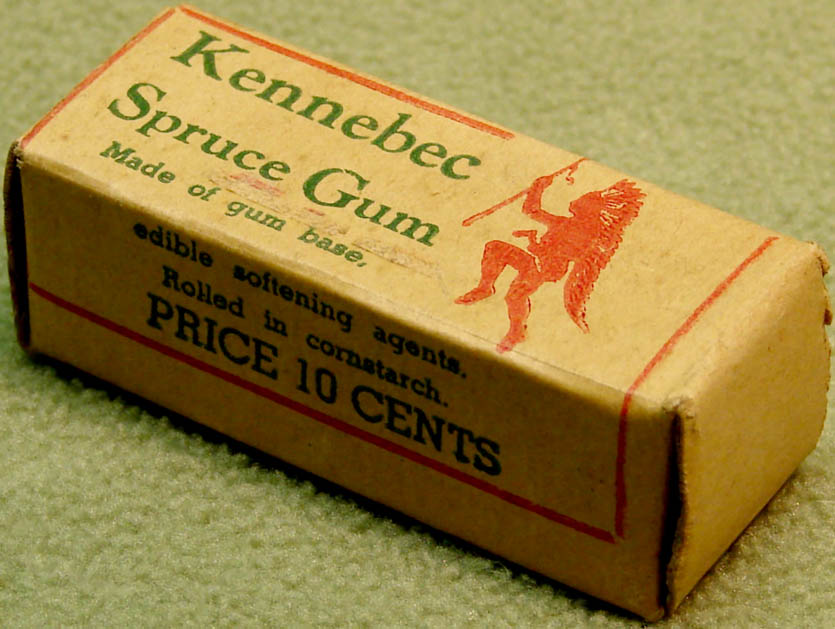 Kennebec
Spruce Gum
Made of gum base,
edible softening agents.
Rolled in cornstarch.
PRICE 10 CENTS